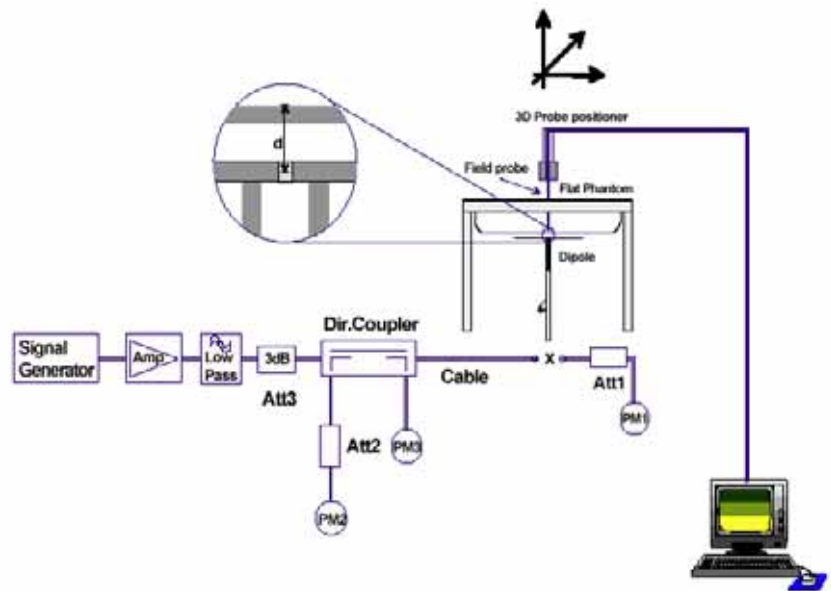 3D Probe positioner
d
Field probe
Flat Phantom
Dipole
Dir.Coupler
Signal
Generator
Amp
Low
Pass
3dB
Cable
x
Att1
Att3
PM1
Att2
PM3
PM2